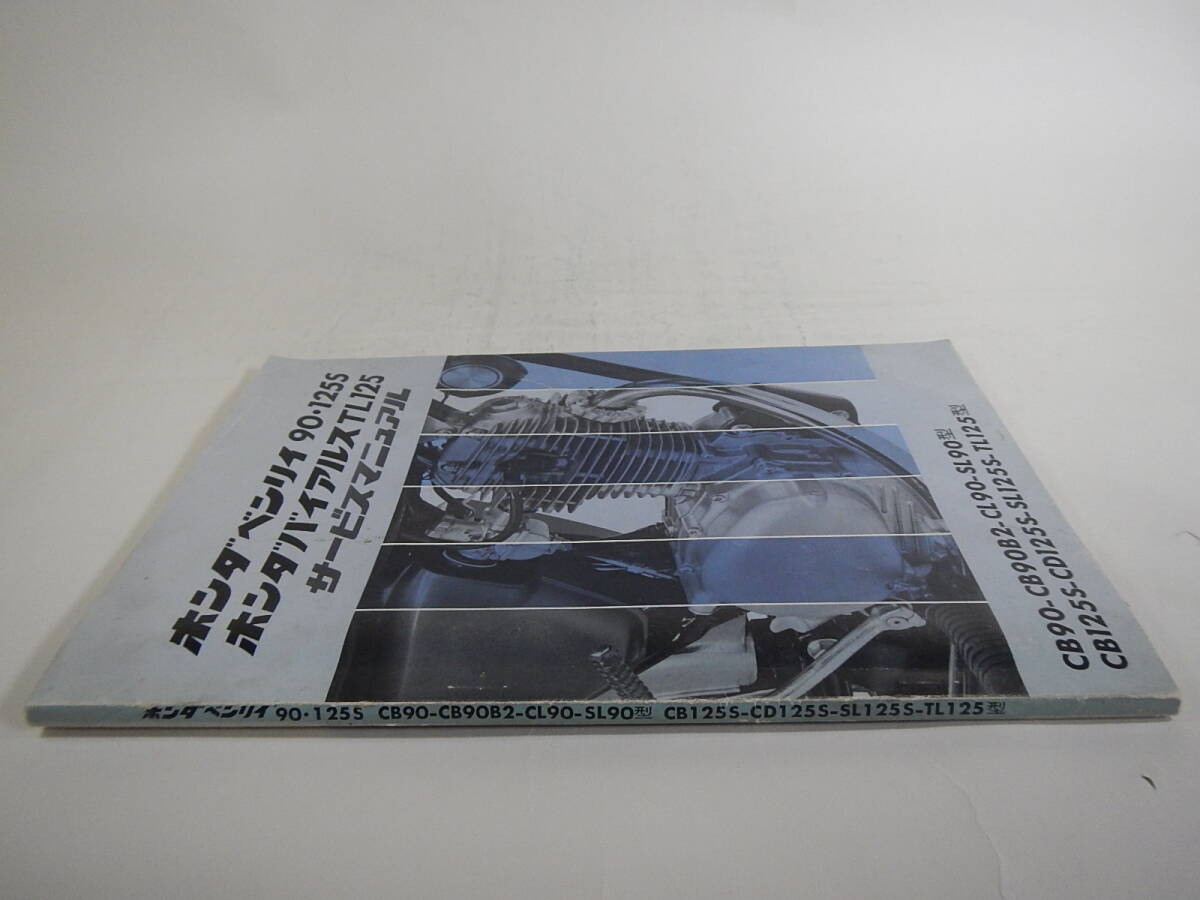 ホンダベンリイ 90・125S
ホンダバイアルスTL125
サービスマニュアル
CB90-CB90B2-CL90-SL90型
CB125S-CD125S-SL125S-TL125型
ホンダベンリイ 90・125S CB90-CB90B2-CL90-SL90型 CB125S-CD125S-SL125S-TL125型